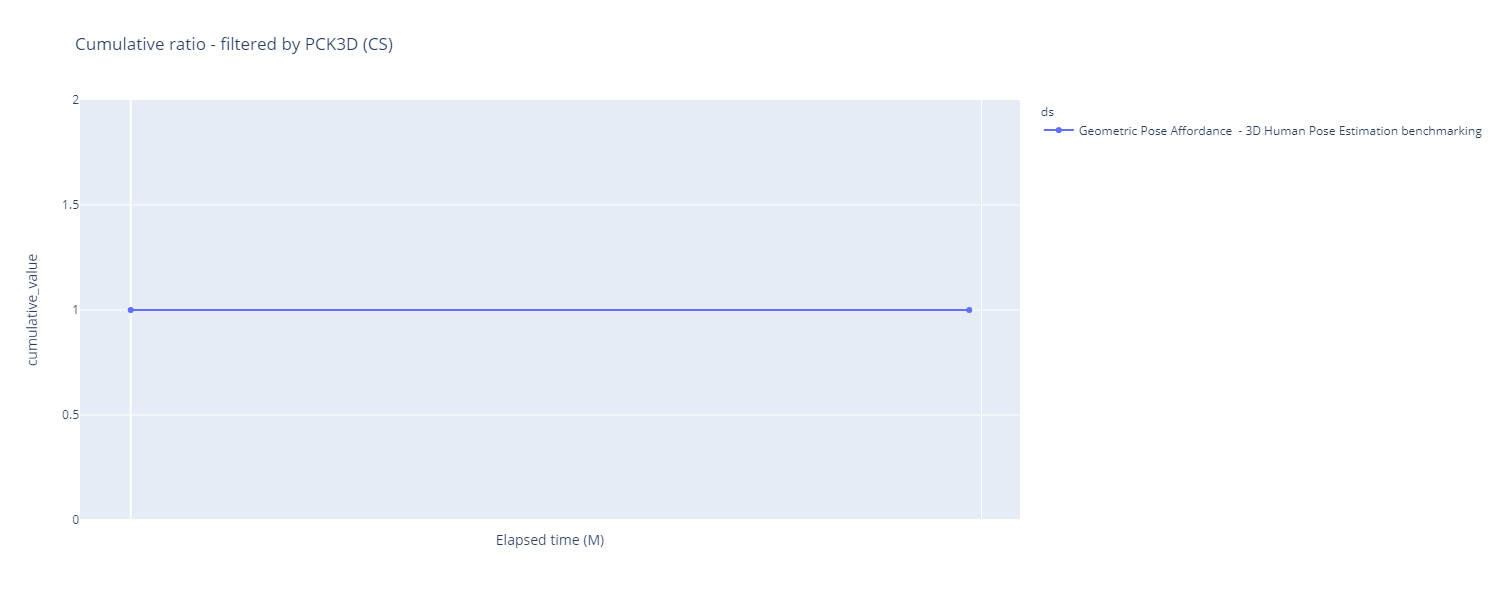 Cumulative ratio - filtered by PCK3D (CS)
2
1.5
1
0.5
0
cumulative_value
Elapsed time (M)
ds
Geometric Pose Affordance  - 3D Human Pose Estimation benchmarking